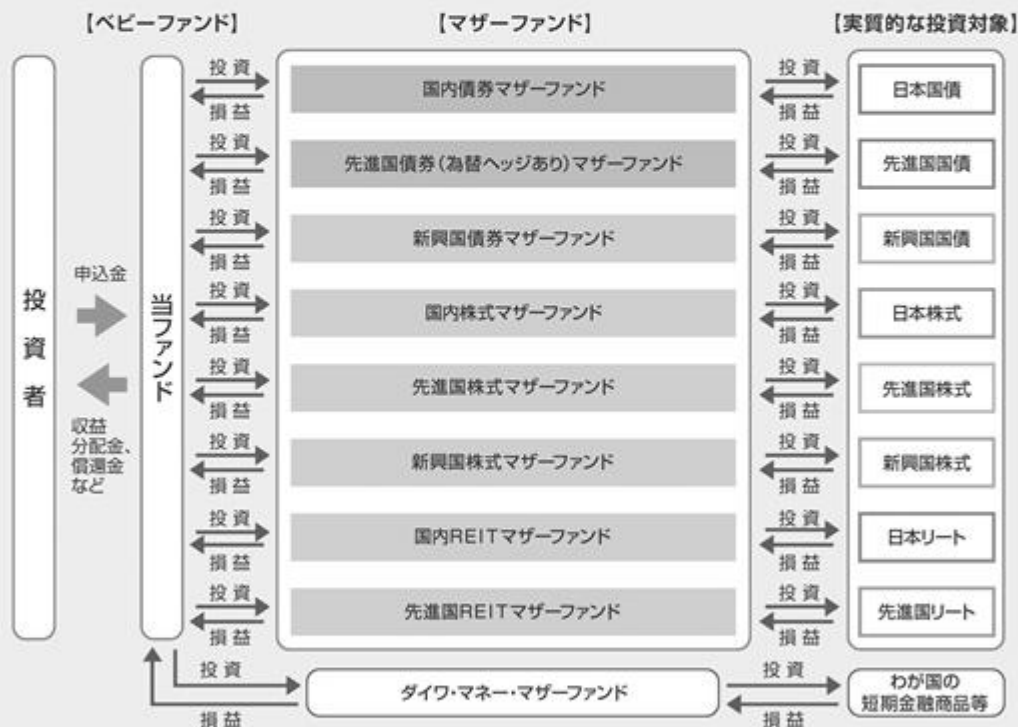 【ベビーファンド】
【マザーファンド】
【実質的な投資対象】
投資者
申込金
収益
分配金、
償還金
など
当ファンド
投資
損益
国内債券マザーファンド
投資
損益
日本国債
投資
損益
先進国債券(為替ヘッジあり)マザーファンド
投資
損益
先進国国債
投資
損益
新興国債券マザーファンド
投資
損益
新興国国債
投資
損益
国内株式マザーファンド
投資
損益
日本株式
投資
損益
先進国株式マザーファンド
投資
損益
先進国株式
投資
損益
新興国株式マザーファンド
投資
損益
新興国株式
投資
損益
国内REITマザーファンド
投資
損益
日本リート
投資
損益
先進国REITマザーファンド
投資
損益
先進国リート
投資
損益
ダイワ・マネー・マザーファンド
投資
損益
わが国の
短期金融商品等